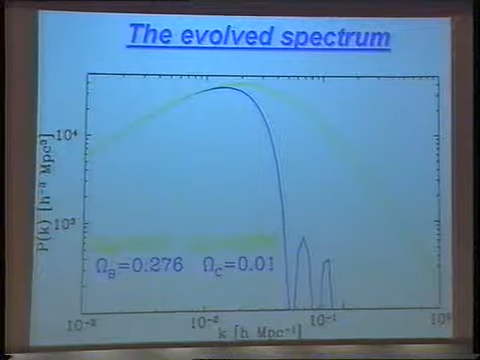 The evolved spectrum
P(k) [h⁻³ Mpc³]
10⁴
10³
Ω_B=0.276 Ω_C=0.01
10⁻³ 10⁻² 10⁻¹ 10⁰
k [h Mpc⁻¹]